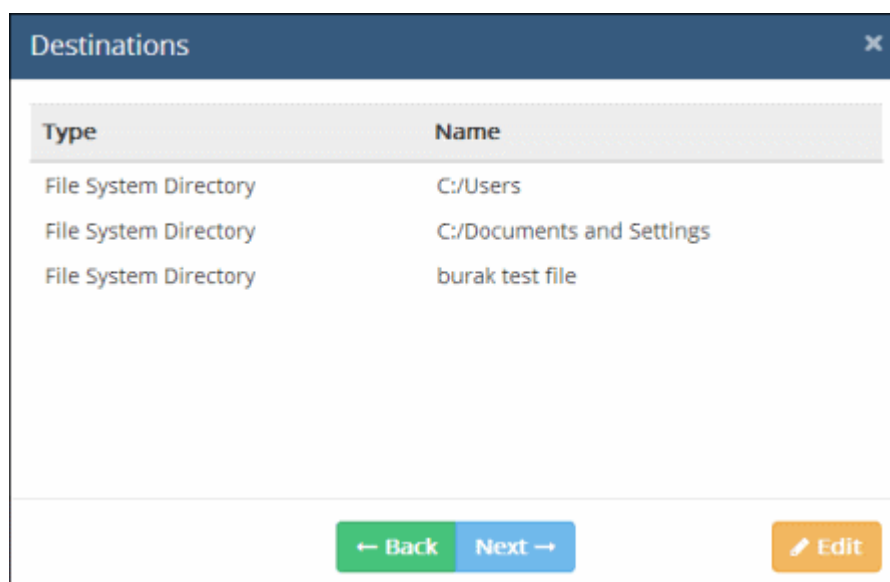 Destinations ×
Type Name
File System Directory C:/Users
File System Directory C:/Documents and Settings
File System Directory burak test file
← Back Next → Edit